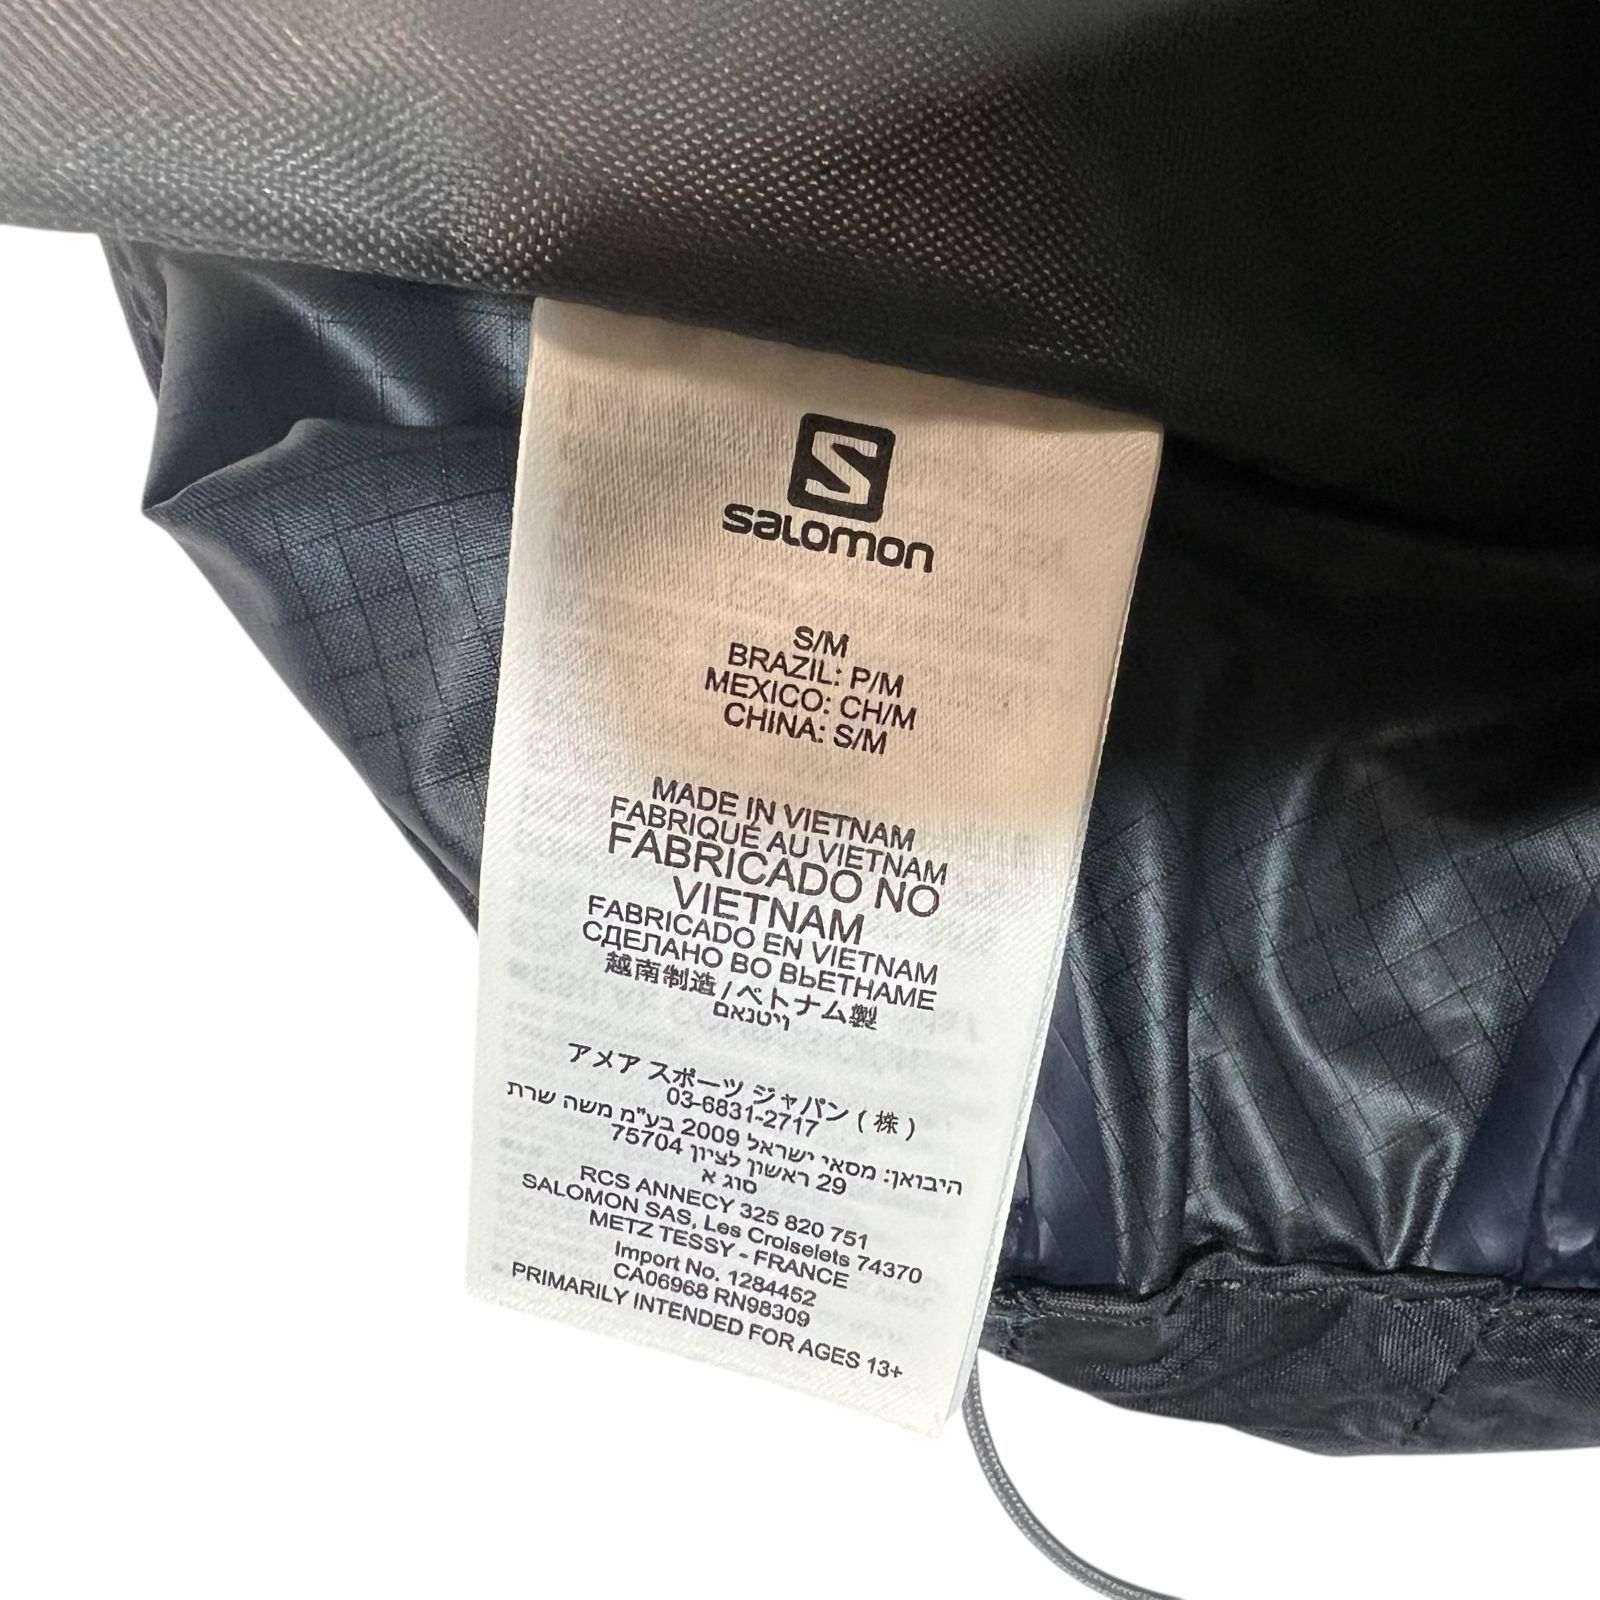 S
SALOMON
S/M
BRAZIL: P/M
MEXICO: CH/M
CHINA: S/M
MADE IN VIETNAM
FABRIQUÉ AU VIETNAM
FABRICADO NO
VIETNAM
FABRICADO EN VIETNAM
СДЕЛАНО ВО ВЬЕТНАМЕ
越南制造 / ベトナム製
ויטנאם
アメア スポーツ ジャパン ( 株 )
03-6831-2717
היבואן: מסאי ישראל 2009 בע"מ משה שרת
29 ראשון לציון 75704
סוג א
RCS ANNECY 325 820 751
SALOMON SAS, Les Croiselets 74370
METZ TESSY - FRANCE
Import No. 1284452
CA06968 RN98309
PRIMARILY INTENDED FOR AGES 13+